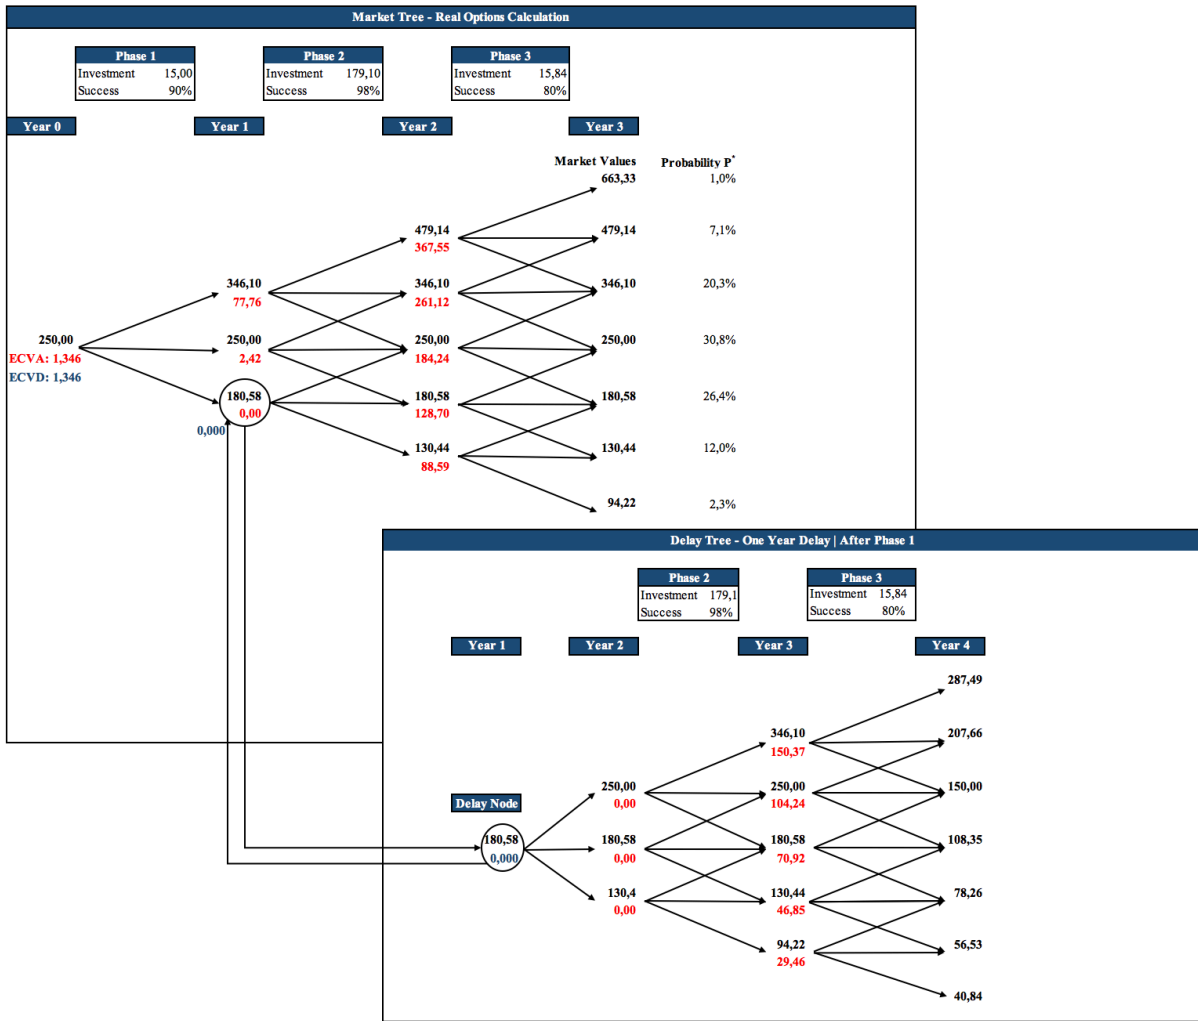 Market Tree - Real Options Calculation
Phase 1 Phase 2 Phase 3
Investment 15,00 Investment 179,10 Investment 15,84
Success 90% Success 98% Success 80%
Year 0 Year 1 Year 2 Year 3
Market Values Probability P*
663,33 1,0%
479,14 479,14 7,1%
367,55
346,10 346,10 346,10 20,3%
77,76 261,12
250,00 250,00 250,00 250,00 30,8%
ECVA: 1,346 2,42 184,24
ECVD: 1,346
180,58 180,58 180,58 26,4%
0,00 128,70
0,000
130,44 130,44 12,0%
88,59
94,22 2,3%
Delay Tree - One Year Delay | After Phase 1
Phase 2 Phase 3
Investment 179,1 Investment 15,84
Success 98% Success 80%
Year 1 Year 2 Year 3 Year 4
287,49
346,10 207,66
150,37
Delay Node 250,00 250,00 150,00
0,00 104,24
180,58 180,58 180,58 108,35
0,000 0,00 70,92
130,4 130,44 78,26
0,00 46,85
94,22 56,53
29,46
40,84